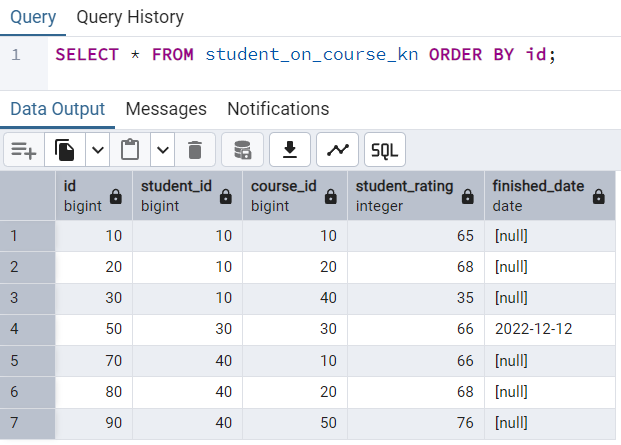 Query Query History
1 SELECT * FROM student_on_course_kn ORDER BY id;
Data Output Messages Notifications
SQL
id student_id course_id student_rating finished_date
bigint bigint bigint integer date
1 10 10 10 65 [null]
2 20 10 20 68 [null]
3 30 10 40 35 [null]
4 50 30 30 66 2022-12-12
5 70 40 10 66 [null]
6 80 40 20 68 [null]
7 90 40 50 76 [null]